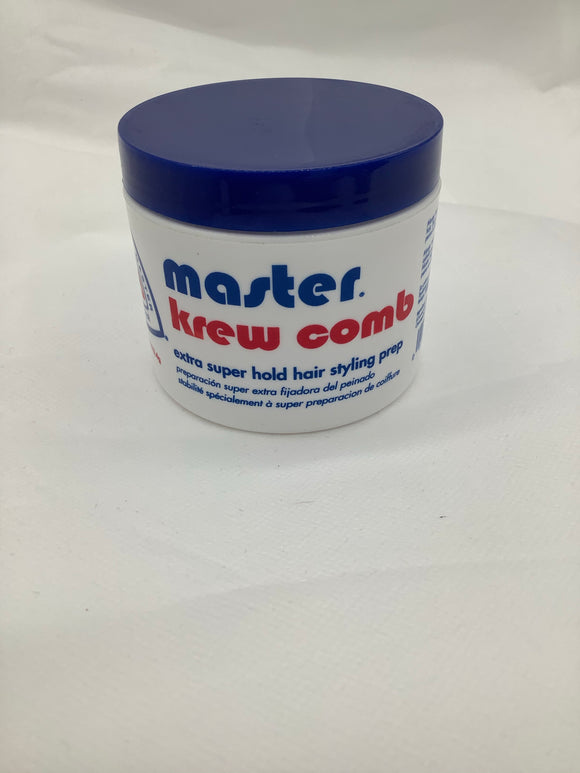 master.
krew comb
extra super hold hair styling prep
preparación super extra fijadora del peinado
stabilité spécialement à super preparacion de coiffure